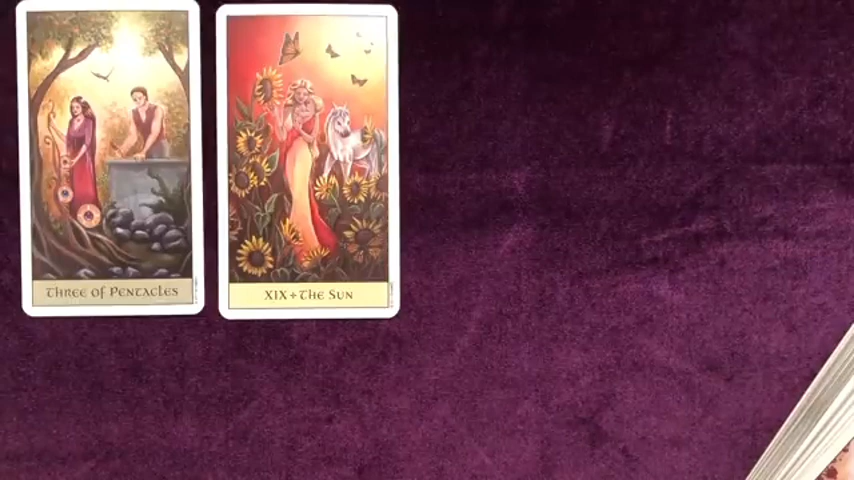 Three of Pentacles
XIX + The Sun